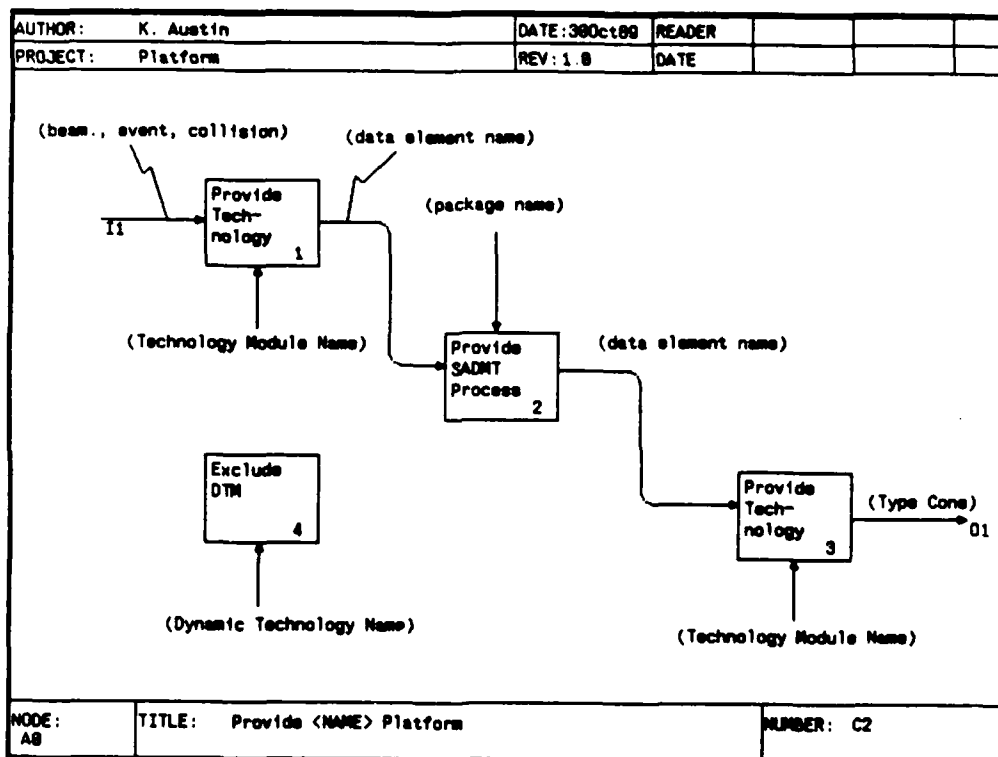 AUTHOR: K. Austin DATE:30Oct89 READER
PROJECT: Platform REV:1.0 DATE
(beam., event, collision) (data element name)
(package name)
I1
Provide
Tech-
nology
1
(Technology Module Name)
Provide
SADMT
Process
2
(data element name)
Exclude
DTM
4
(Dynamic Technology Name)
Provide
Tech-
nology
3
(Type Cone)
O1
(Technology Module Name)
NODE: TITLE: Provide <NAME> Platform NUMBER: C2
A0